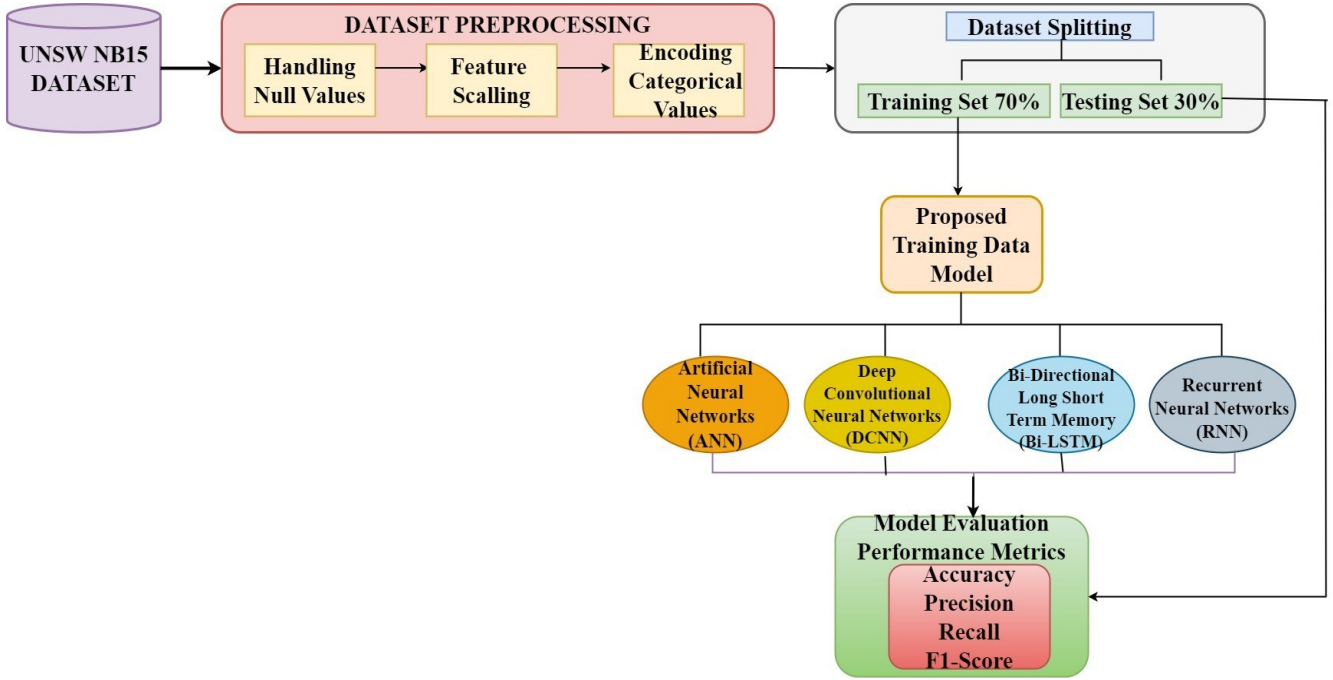 UNSW NB15
DATASET
DATASET PREPROCESSING
Handling
Null Values
Feature
Scalling
Encoding
Categorical
Values
Dataset Splitting
Training Set 70%
Testing Set 30%
Proposed
Training Data
Model
Artificial
Neural
Networks
(ANN)
Deep
Convolutional
Neural Networks
(DCNN)
Bi-Directional
Long Short
Term Memory
(Bi-LSTM)
Recurrent
Neural Networks
(RNN)
Model Evaluation
Performance Metrics
Accuracy
Precision
Recall
F1-Score